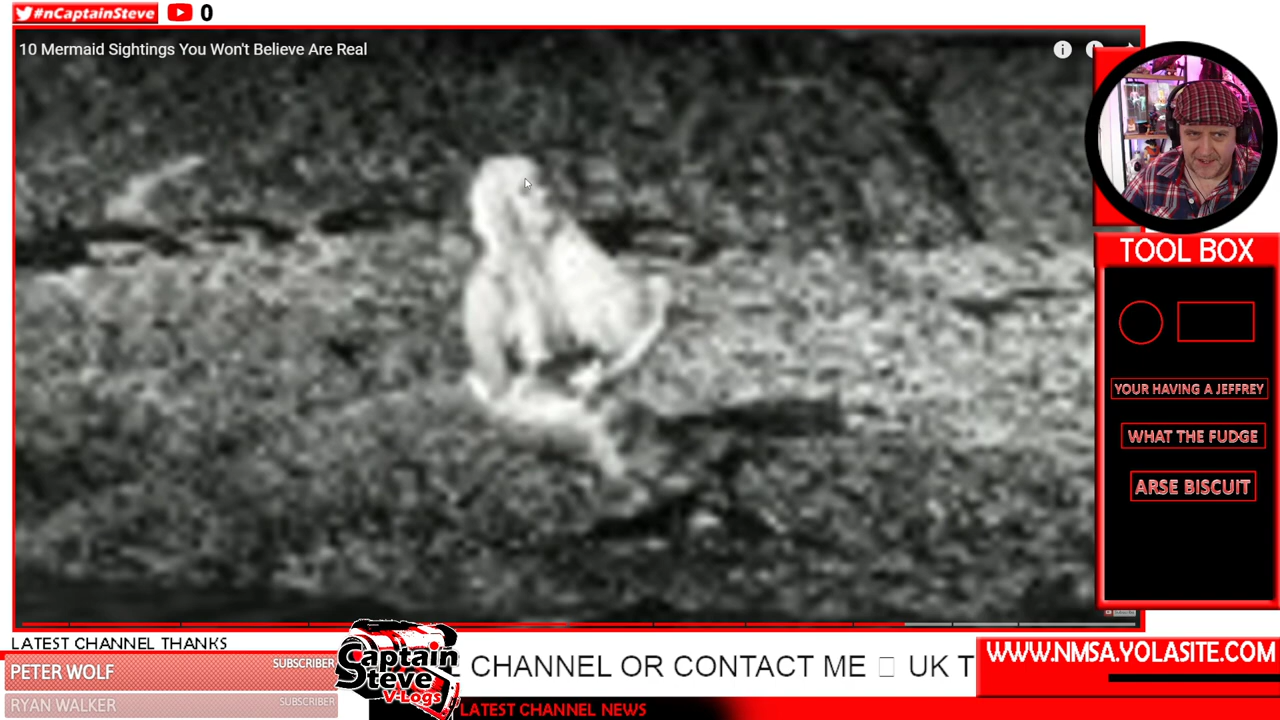 #nCaptainSteve
0
10 Mermaid Sightings You Won't Believe Are Real
TOOL BOX
YOUR HAVING A JEFFREY
WHAT THE FUDGE
ARSE BISCUIT
LATEST CHANNEL THANKS
PETER WOLF
SUBSCRIBER
RYAN WALKER
SUBSCRIBER
Captain
Steve
V-Logs
CHANNEL OR CONTACT ME UK T
WWW.NMSA.YOLASITE.COM
LATEST CHANNEL NEWS